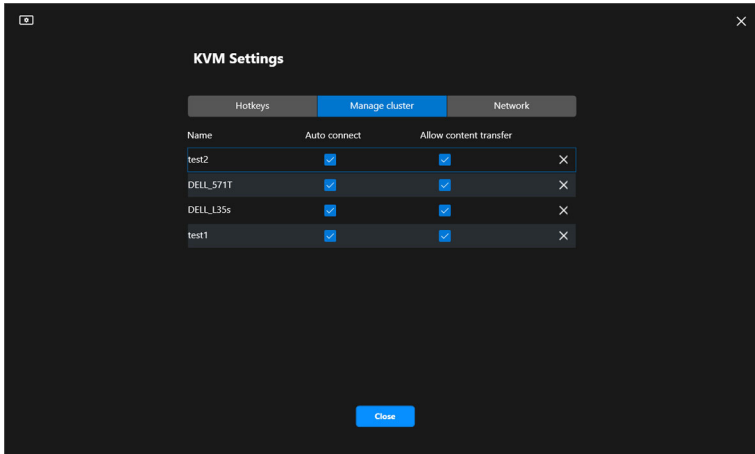 KVM Settings
Hotkeys Manage cluster Network
Name Auto connect Allow content transfer
test2
DELL_571T
DELL_L35s
test1
Close